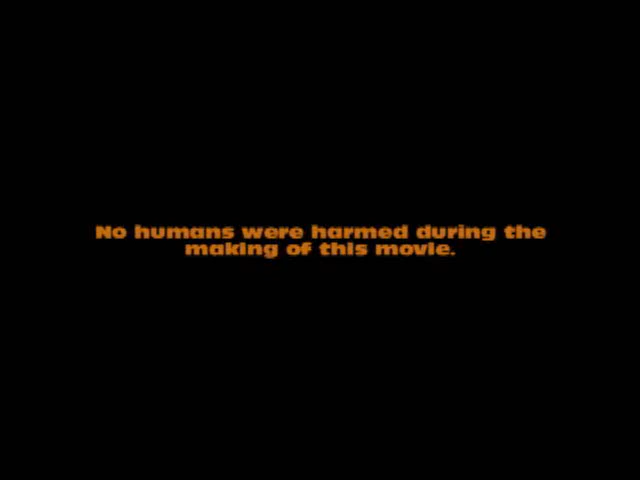 No humans were harmed during the
making of this movie.